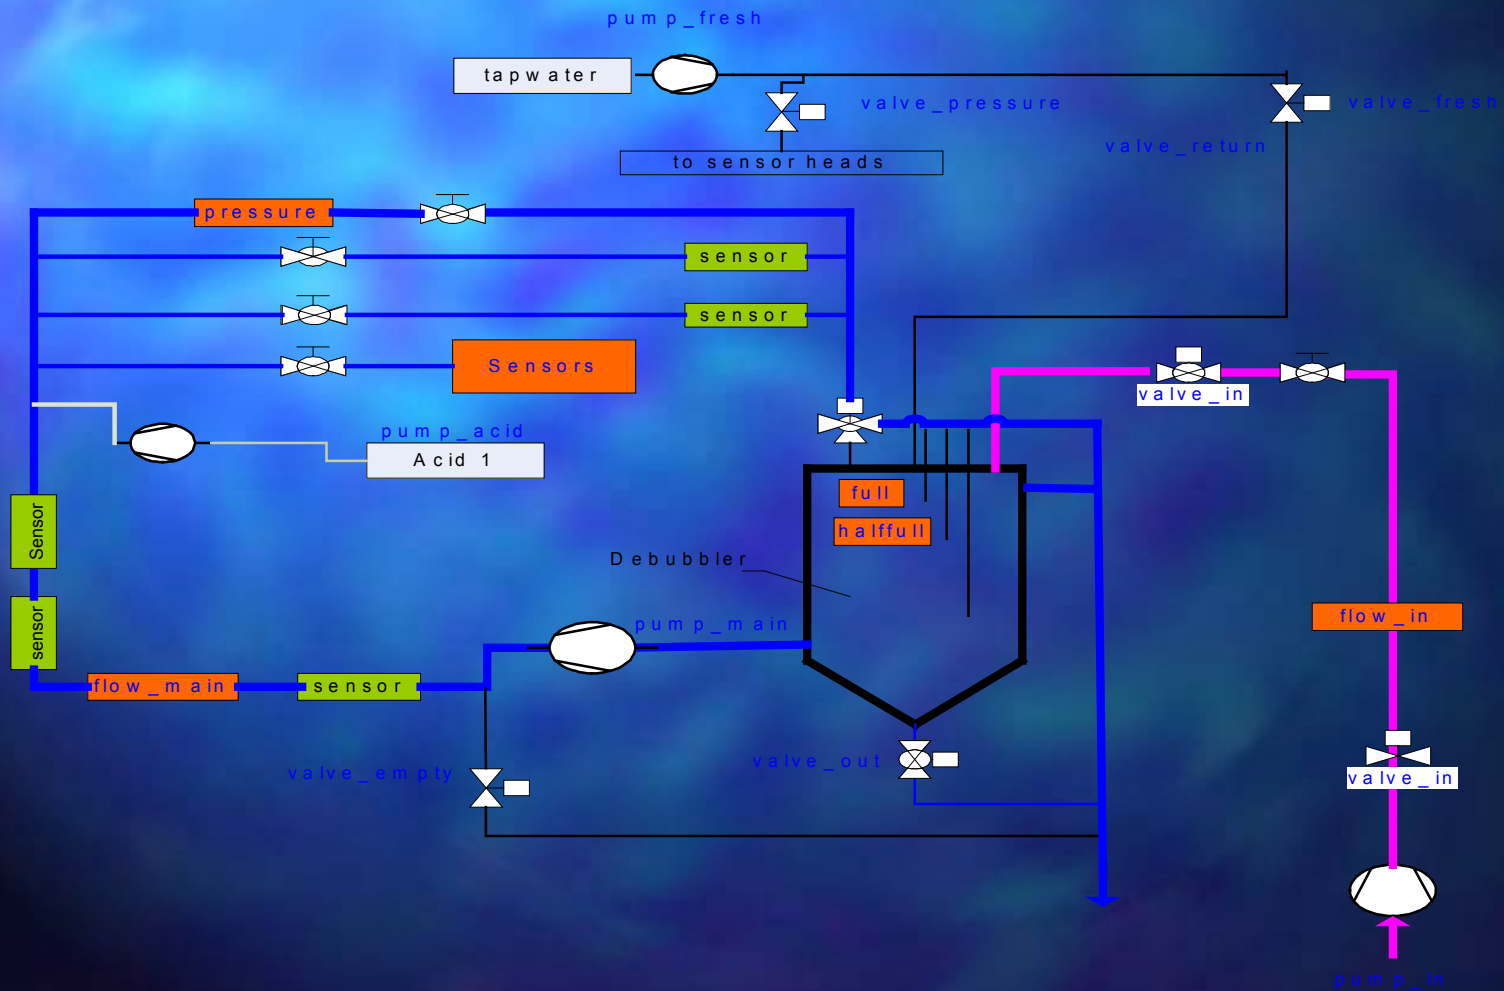 pump_fresh
tapwater
valve_pressure
valve_fresh
valve_return
to sensor heads
pressure
sensor
sensor
Sensors
valve_in
pump_acid
Acid 1
full
halffull
Sensor
Debubbler
sensor
pump_main
flow_in
flow_main
sensor
valve_empty
valve_out
valve_in
pump_in